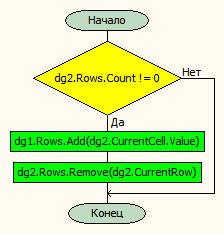 Начало
dg2.Rows.Count != 0
Нет
Да
dg1.Rows.Add(dg2.CurrentCell.Value)
dg2.Rows.Remove(dg2.CurrentRow)
Конец